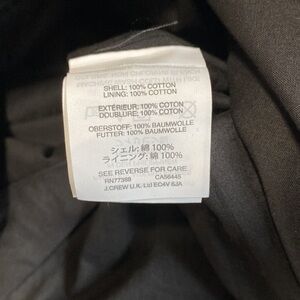 SHELL: 100% COTTON
LINING: 100% COTTON
EXTÉRIEUR: 100% COTON
DOUBLURE: 100% COTON
OBERSTOFF: 100% BAUMWOLLE
FUTTER: 100% BAUMWOLLE
シェル: 綿 100%
ライニング: 綿 100%
SEE REVERSE FOR CARE
RN77388 CA56445
J.CREW U.K. Ltd EC4V 6JA